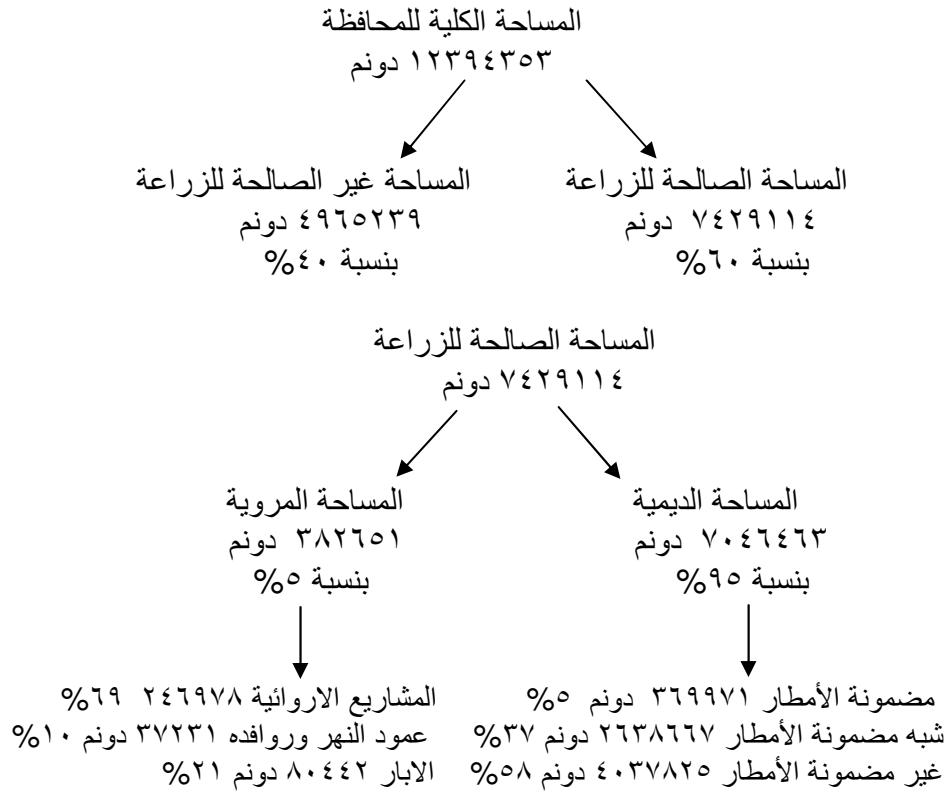 المساحة الكلية للمحافظة
١٢٣٩٤٣٥٣ دونم
المساحة الصالحة للزراعة
٧٤٢٩١١٤ دونم
بنسبة ٦٠%
المساحة غير الصالحة للزراعة
٤٩٦٥٢٣٩ دونم
بنسبة ٤٠%
المساحة الصالحة للزراعة
٧٤٢٩١١٤ دونم
المساحة الديمية
٧٠٤٦٤٦٣ دونم
بنسبة ٩٥%
المساحة المروية
٣٨٢٦٥١ دونم
بنسبة ٥%
مضمونة الأمطار ٣٦٩٩٧١ دونم ٥%
شبه مضمونة الأمطار ٢٦٣٨٦٦٧ دونم ٣٧%
غير مضمونة الأمطار ٤٠٣٧٨٢٥ دونم ٥٨%
المشاريع الاروائية ٢٤٦٩٧٨ ٦٩%
عمود النهر وروافده ٣٧٢٣١ دونم ١٠%
الابار ٨٠٤٤٢ دونم ٢١%